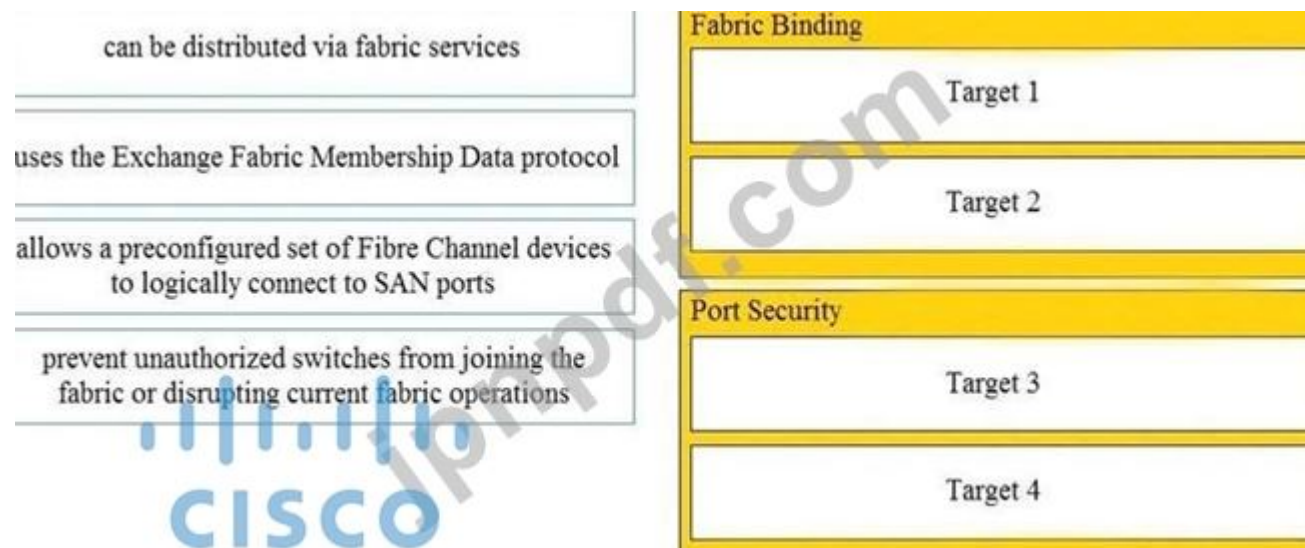 can be distributed via fabric services
uses the Exchange Fabric Membership Data protocol
allows a preconfigured set of Fibre Channel devices
to logically connect to SAN ports
prevent unauthorized switches from joining the
fabric or disrupting current fabric operations
CISCO
Fabric Binding
Target 1
Target 2
Port Security
Target 3
Target 4
jpnpdf.com